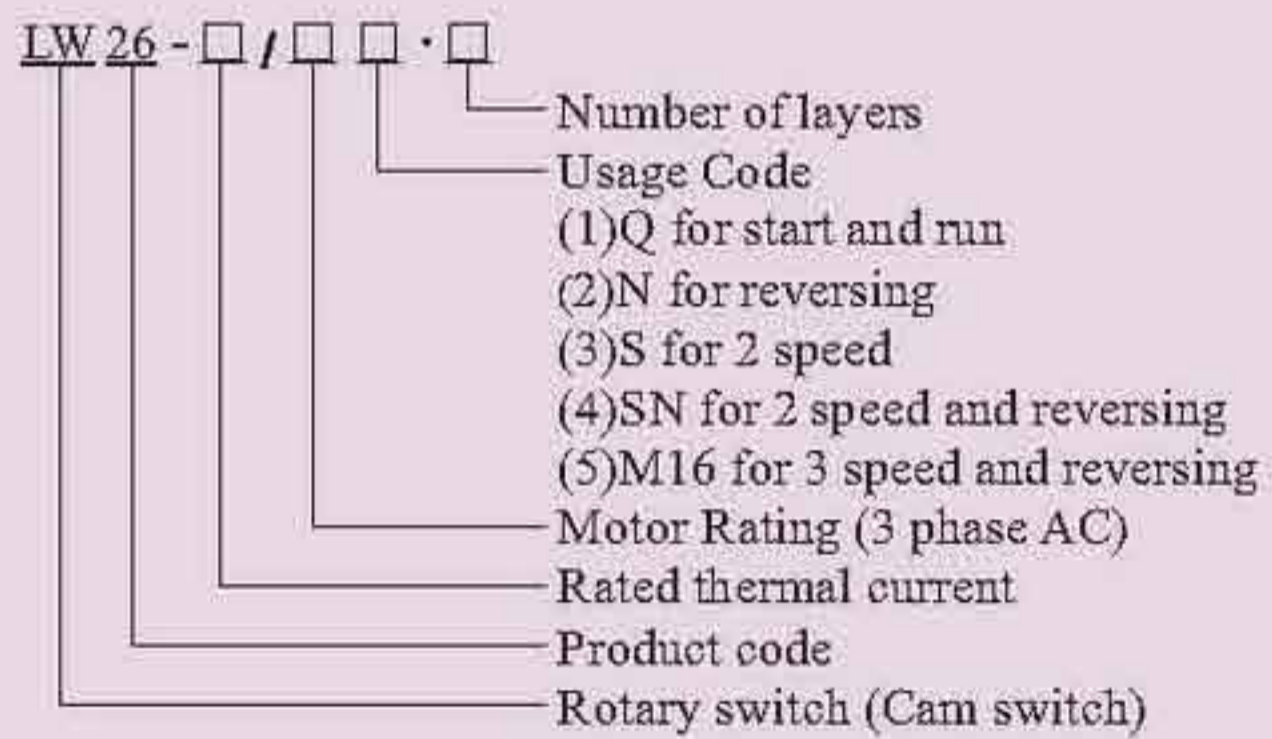 LW 26 - □ / □ □ · □
Number of layers
Usage Code
(1)Q for start and run
(2)N for reversing
(3)S for 2 speed
(4)SN for 2 speed and reversing
(5)M16 for 3 speed and reversing
Motor Rating (3 phase AC)
Rated thermal current
Product code
Rotary switch (Cam switch)